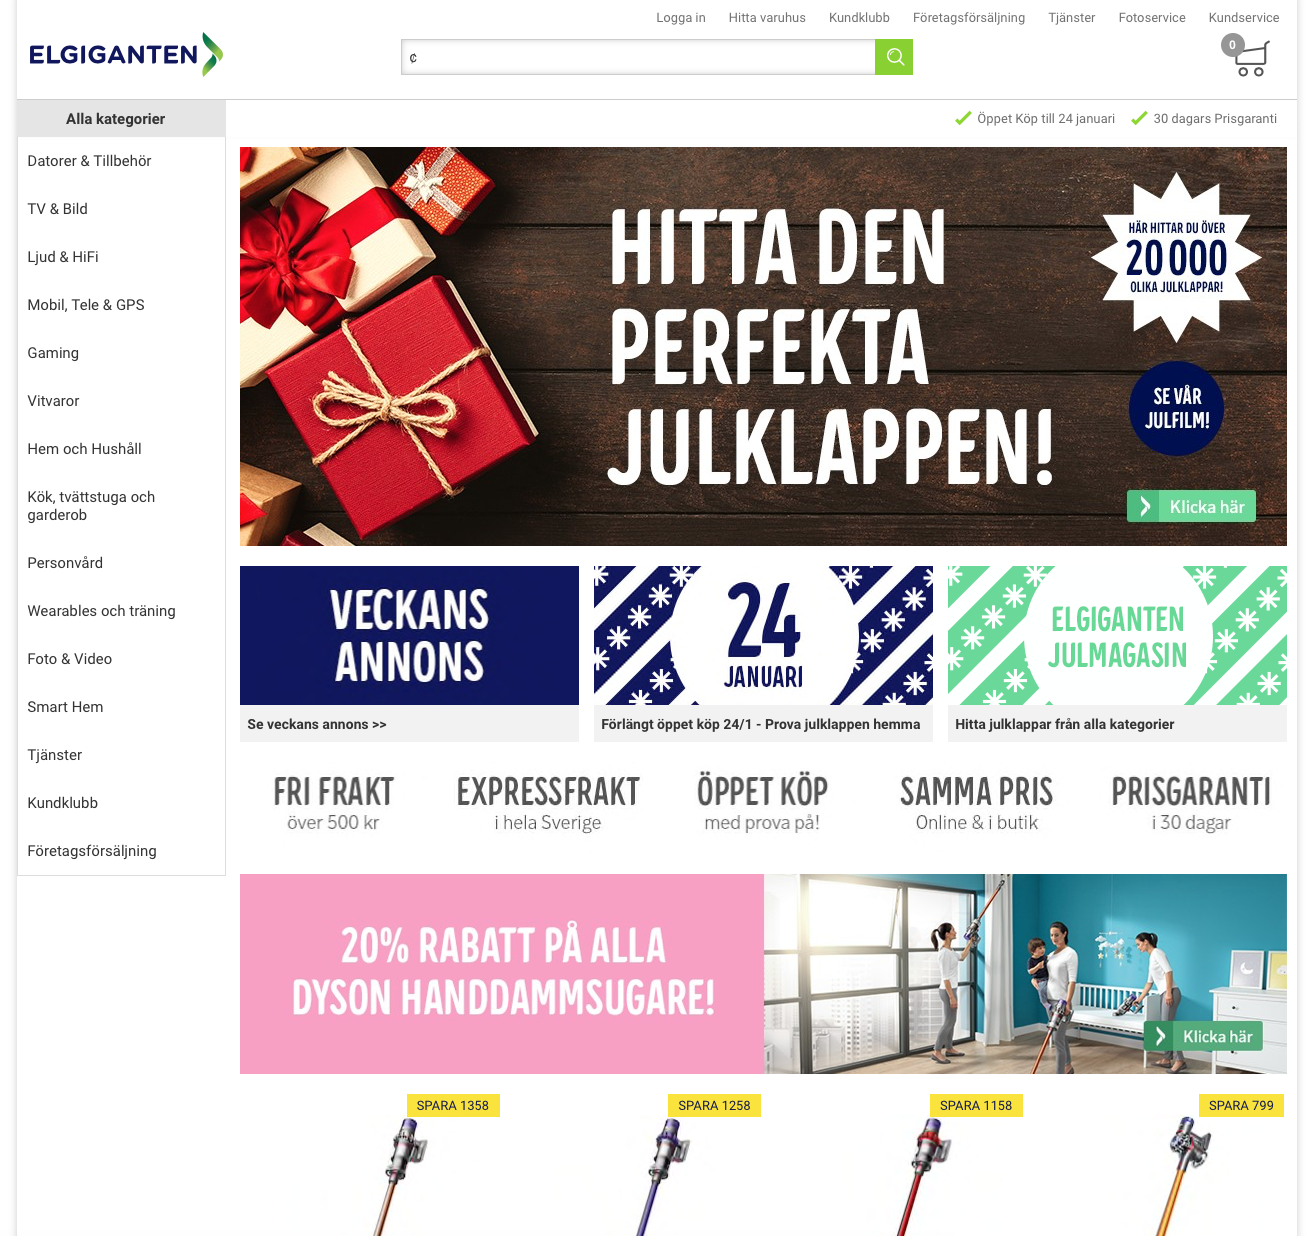 Logga in
Hitta varuhus
Kundklubb
Företagsförsäljning
Tjänster
Fotoservice
Kundservice
ELGIGANTEN
¢
0
Alla kategorier
Öppet Köp till 24 januari
30 dagars Prisgaranti
Datorer & Tillbehör
TV & Bild
Ljud & HiFi
Mobil, Tele & GPS
Gaming
Vitvaror
Hem och Hushåll
Kök, tvättstuga och
garderob
Personvård
Wearables och träning
Foto & Video
Smart Hem
Tjänster
Kundklubb
Företagsförsäljning
HITTA DEN
PERFEKTA
JULKLAPPEN!
HÄR HITTAR DU ÖVER
20 000
OLIKA JULKLAPPAR!
SE VÅR
JULFILM!
Klicka här
VECKANS
ANNONS
Se veckans annons >>
24
JANUARI
Förlängt öppet köp 24/1 - Prova julklappen hemma
ELGIGANTEN
JULMAGASIN
Hitta julklappar från alla kategorier
FRI FRAKT
över 500 kr
EXPRESSFRAKT
i hela Sverige
ÖPPET KÖP
med prova på!
SAMMA PRIS
Online & i butik
PRISGARANTI
i 30 dagar
20% RABATT PÅ ALLA
DYSON HANDDAMMSUGARE!
Klicka här
SPARA 1358
SPARA 1258
SPARA 1158
SPARA 799